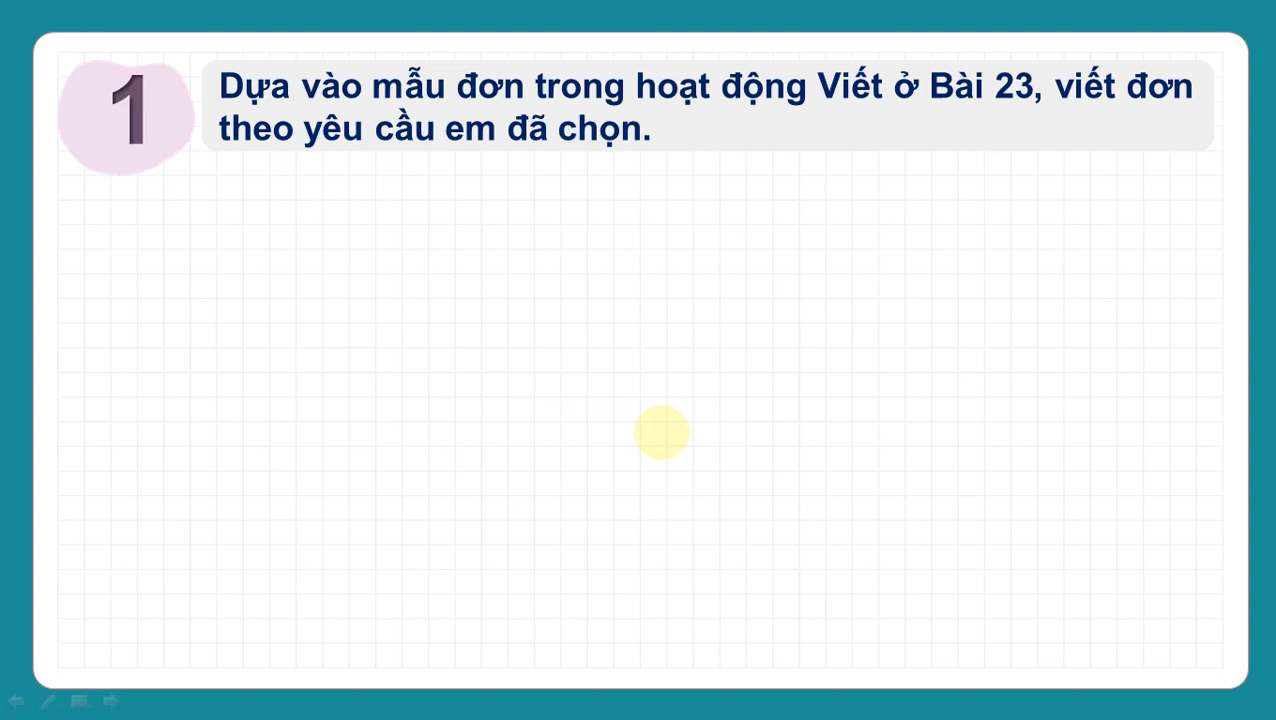 1
Dựa vào mẫu đơn trong hoạt động Viết ở Bài 23, viết đơn
theo yêu cầu em đã chọn.